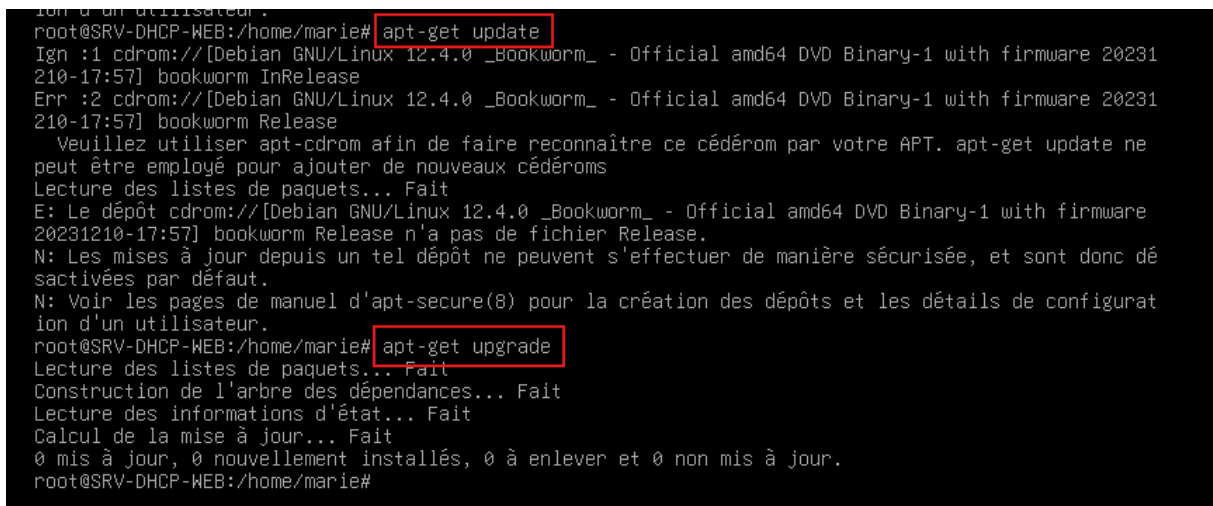 ion d'un utilisateur.
root@SRV-DHCP-WEB:/home/marie# apt-get update
Ign :1 cdrom://[Debian GNU/Linux 12.4.0 _Bookworm_ - Official amd64 DVD Binary-1 with firmware 20231
210-17:57] bookworm InRelease
Err :2 cdrom://[Debian GNU/Linux 12.4.0 _Bookworm_ - Official amd64 DVD Binary-1 with firmware 20231
210-17:57] bookworm Release
  Veuillez utiliser apt-cdrom afin de faire reconnaître ce cédérom par votre APT. apt-get update ne
peut être employé pour ajouter de nouveaux cédéroms
Lecture des listes de paquets... Fait
E: Le dépôt cdrom://[Debian GNU/Linux 12.4.0 _Bookworm_ - Official amd64 DVD Binary-1 with firmware
20231210-17:57] bookworm Release n'a pas de fichier Release.
N: Les mises à jour depuis un tel dépôt ne peuvent s'effectuer de manière sécurisée, et sont donc dé
sactivées par défaut.
N: Voir les pages de manuel d'apt-secure(8) pour la création des dépôts et les détails de configurat
ion d'un utilisateur.
root@SRV-DHCP-WEB:/home/marie# apt-get upgrade
Lecture des listes de paquets... Fait
Construction de l'arbre des dépendances... Fait
Lecture des informations d'état... Fait
Calcul de la mise à jour... Fait
0 mis à jour, 0 nouvellement installés, 0 à enlever et 0 non mis à jour.
root@SRV-DHCP-WEB:/home/marie#